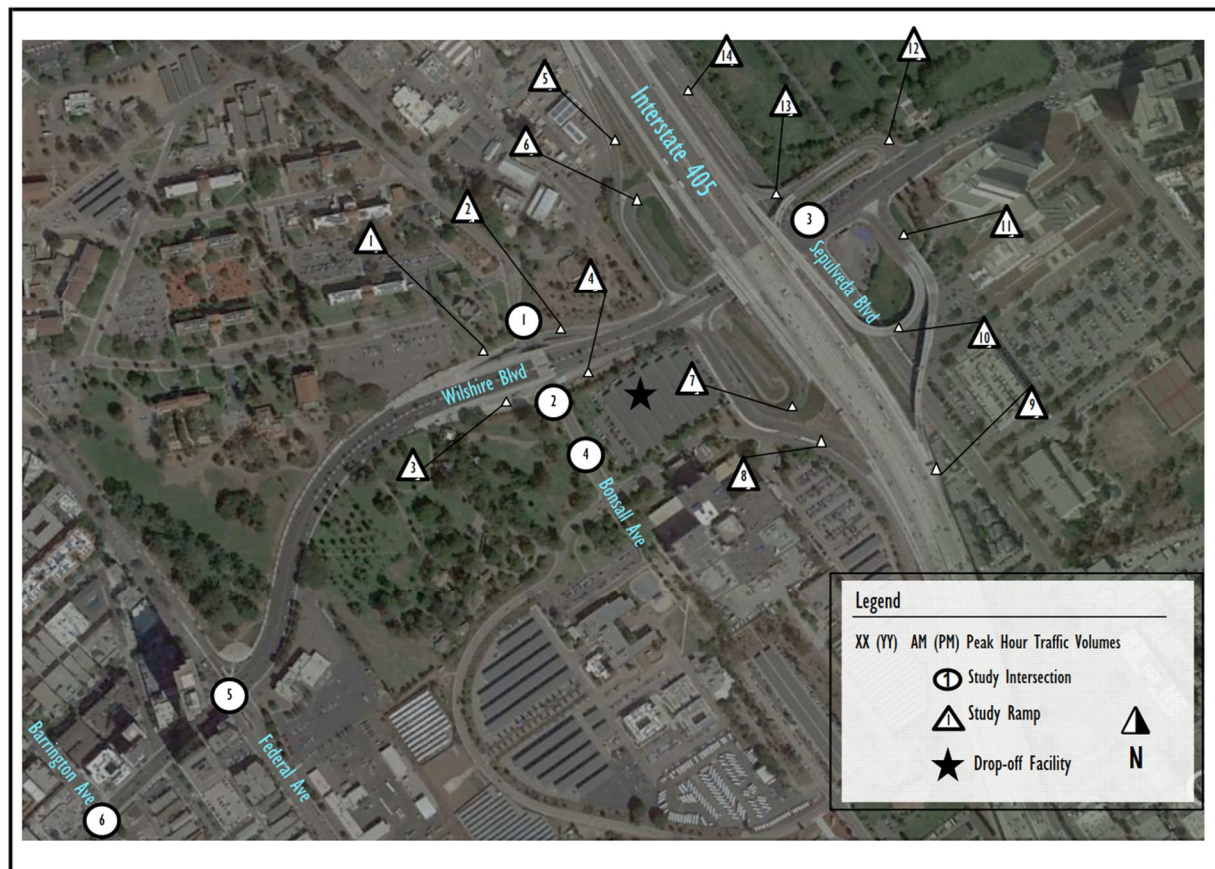 14
12
5
13
6
Interstate 405
2
3
11
1
4
Sepulveda Blvd
1
10
7
Wilshire Blvd
2
9
3
4
8
Bonsall Ave
Legend
XX (YY) AM (PM) Peak Hour Traffic Volumes
1 Study Intersection
1 Study Ramp
Drop-off Facility
N
5
Barrington Ave
Federal Ave
6